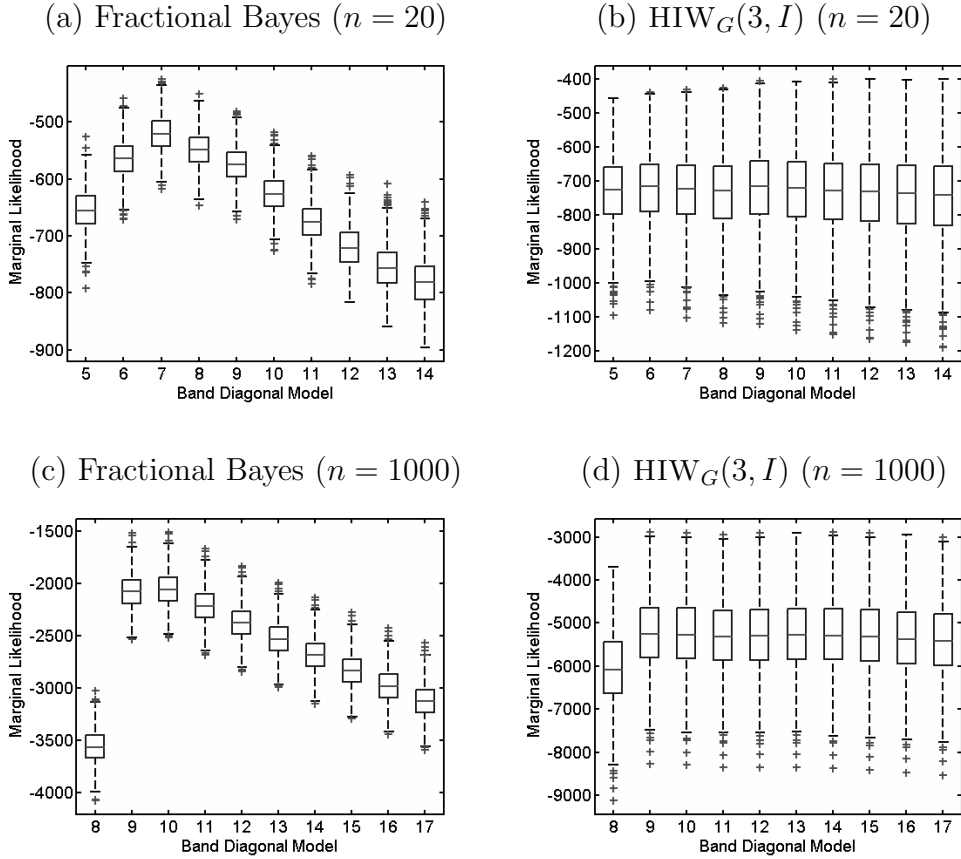 (a) Fractional Bayes (n = 20)
(b) HIW_G(3, I) (n = 20)
Marginal Likelihood
-500
-600
-700
-800
-900
5 6 7 8 9 10 11 12 13 14
Band Diagonal Model
Marginal Likelihood
-400
-500
-600
-700
-800
-900
-1000
-1100
-1200
5 6 7 8 9 10 11 12 13 14
Band Diagonal Model
(c) Fractional Bayes (n = 1000)
(d) HIW_G(3, I) (n = 1000)
Marginal Likelihood
-1500
-2000
-2500
-3000
-3500
-4000
8 9 10 11 12 13 14 15 16 17
Band Diagonal Model
Marginal Likelihood
-3000
-4000
-5000
-6000
-7000
-8000
-9000
8 9 10 11 12 13 14 15 16 17
Band Diagonal Model